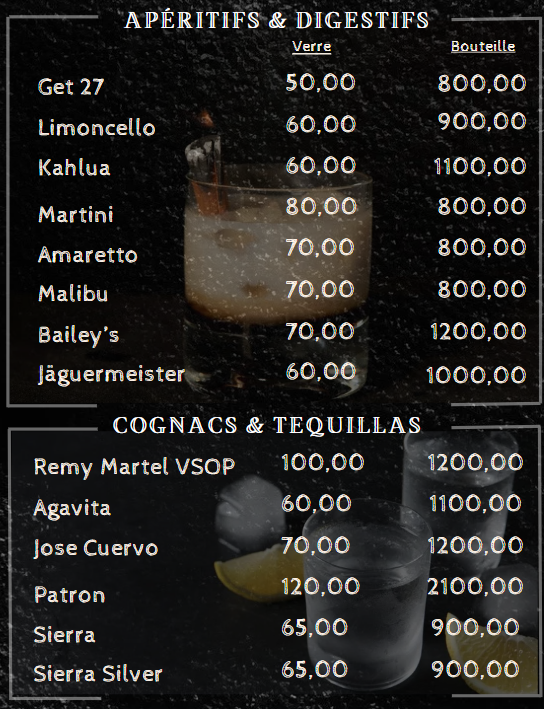 APÉRITIFS & DIGESTIFS
Verre Bouteille
Get 27 50,00 800,00
Limoncello 60,00 900,00
Kahlua 60,00 1100,00
Martini 80,00 800,00
Amaretto 70,00 800,00
Malibu 70,00 800,00
Bailey's 70,00 1200,00
Jäguermeister 60,00 1000,00
COGNACS & TEQUILLAS
Remy Martel VSOP 100,00 1200,00
Agavita 60,00 1100,00
Jose Cuervo 70,00 1200,00
Patron 120,00 2100,00
Sierra 65,00 900,00
Sierra Silver 65,00 900,00